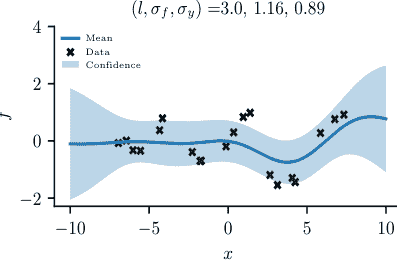 (l, σ_f, σ_y) =3.0, 1.16, 0.89
4
2
0
−2
f
Mean
Data
Confidence
−10 −5 0 5 10
x